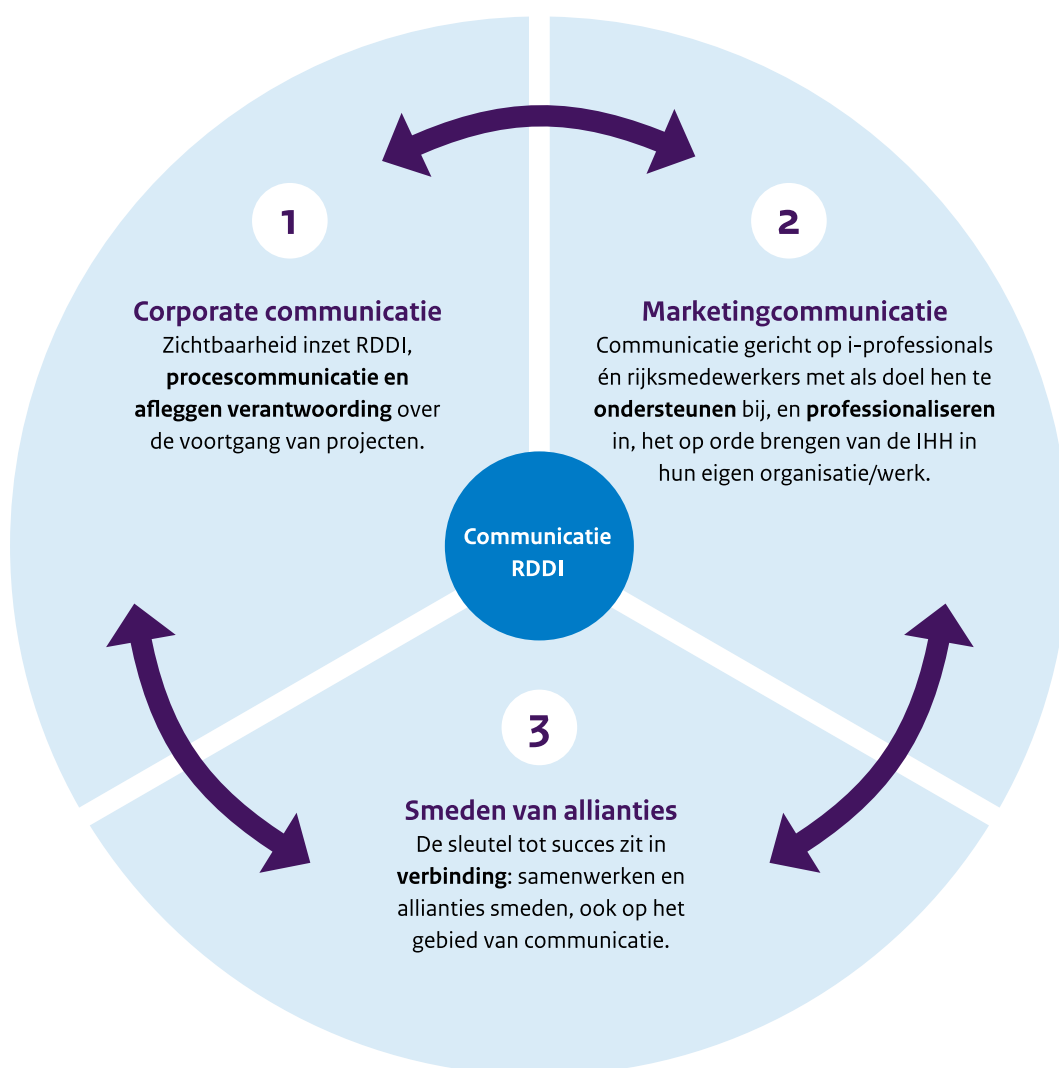 1
Corporate communicatie
Zichtbaarheid inzet RDDI,
procescommunicatie en
afleggen verantwoording over
de voortgang van projecten.
2
Marketingcommunicatie
Communicatie gericht op i-professionals
én rijksmedewerkers met als doel hen te
ondersteunen bij, en professionaliseren
in, het op orde brengen van de IHH in
hun eigen organisatie/werk.
Communicatie
RDDI
3
Smeden van allianties
De sleutel tot succes zit in
verbinding: samenwerken en
allianties smeden, ook op het
gebied van communicatie.